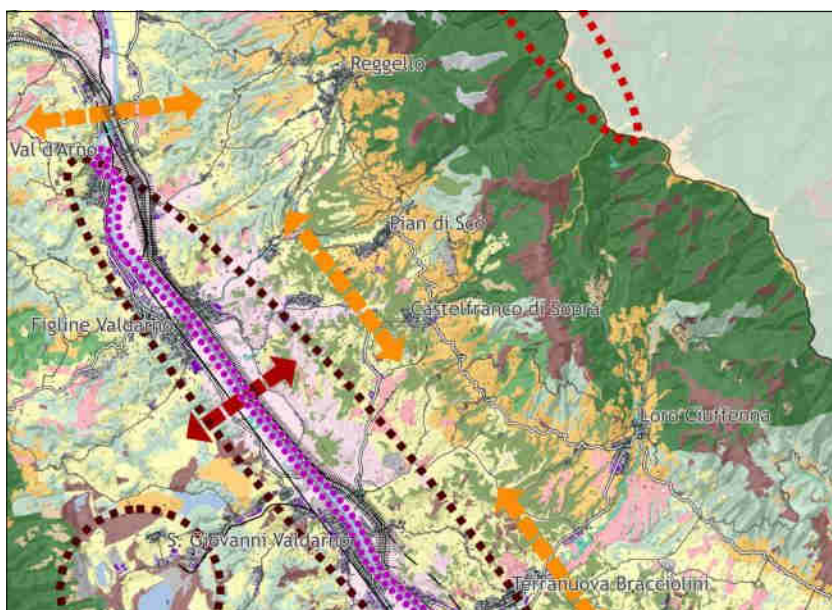 Reggello
Val d'Arno
Pian di Scò
Castelfranco di Sopra
Figline Valdarno
Loro Ciuffenna
S. Giovanni Valdarno
Terranuova Bracciolini